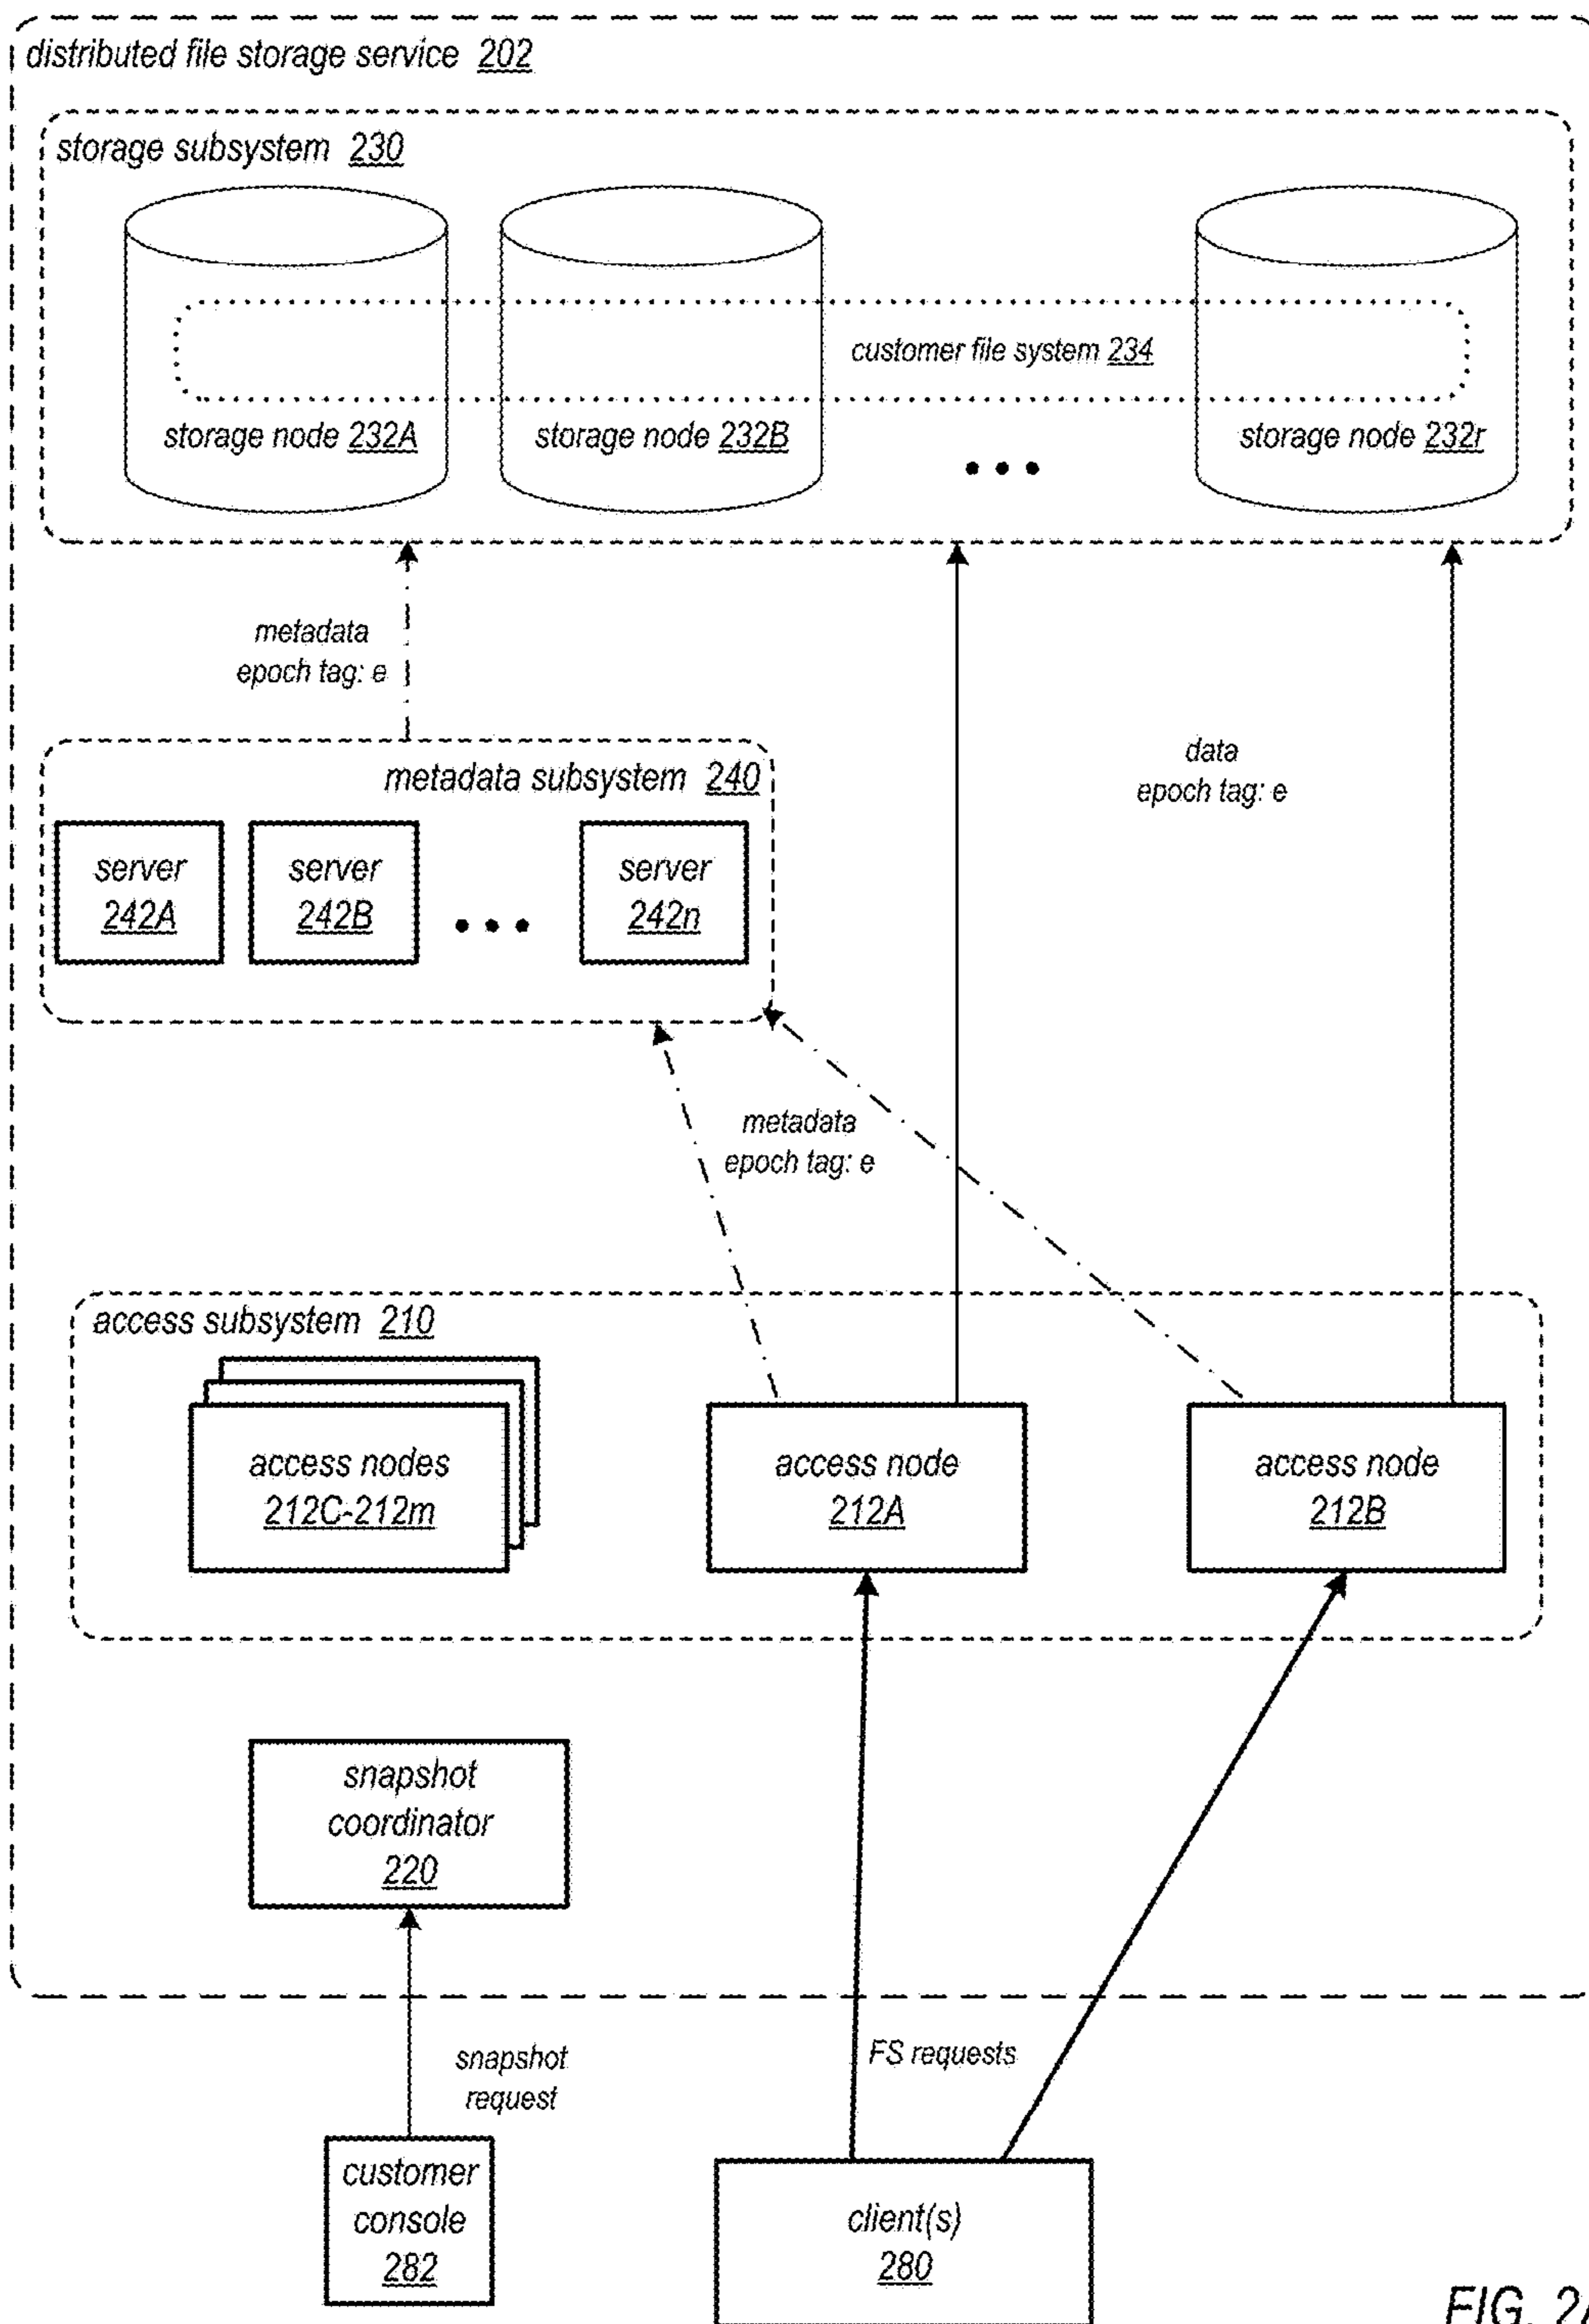 distributed file storage service 202
storage subsystem 230
customer file system 234
storage node 232A
storage node 232B
storage node 232r
metadata
epoch tag: e
data
epoch tag: e
metadata subsystem 240
server
242A
server
242B
server
242n
metadata
epoch tag: e
access subsystem 210
access nodes
212C-212m
access node
212A
access node
212B
snapshot
coordinator
220
snapshot
request
FS requests
customer
console
282
client(s)
280